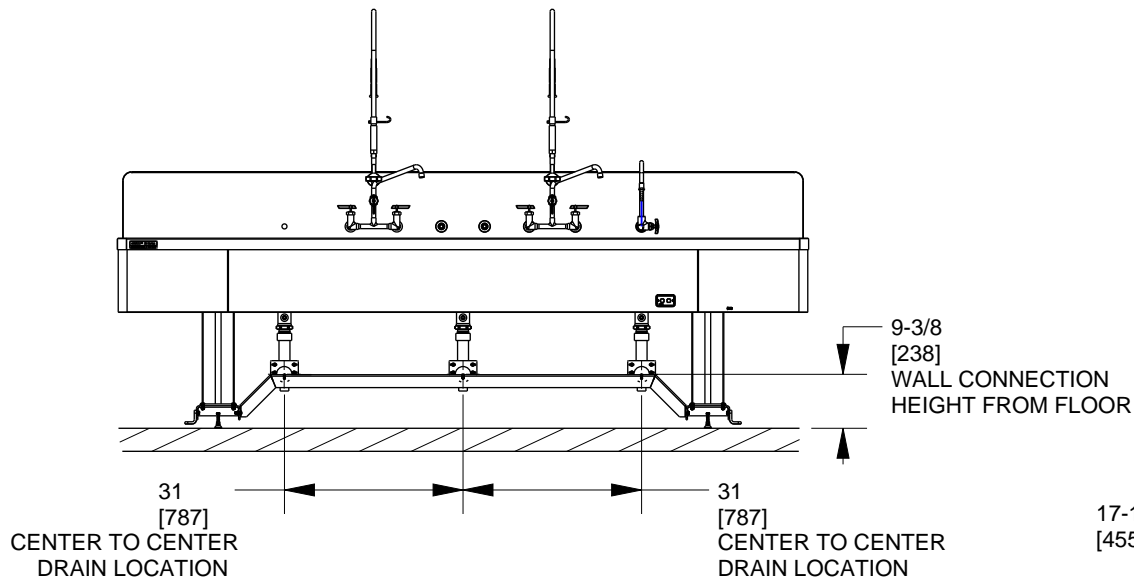 9-3/8
[238]
WALL CONNECTION
HEIGHT FROM FLOOR
31
[787]
CENTER TO CENTER
DRAIN LOCATION
31
[787]
CENTER TO CENTER
DRAIN LOCATION